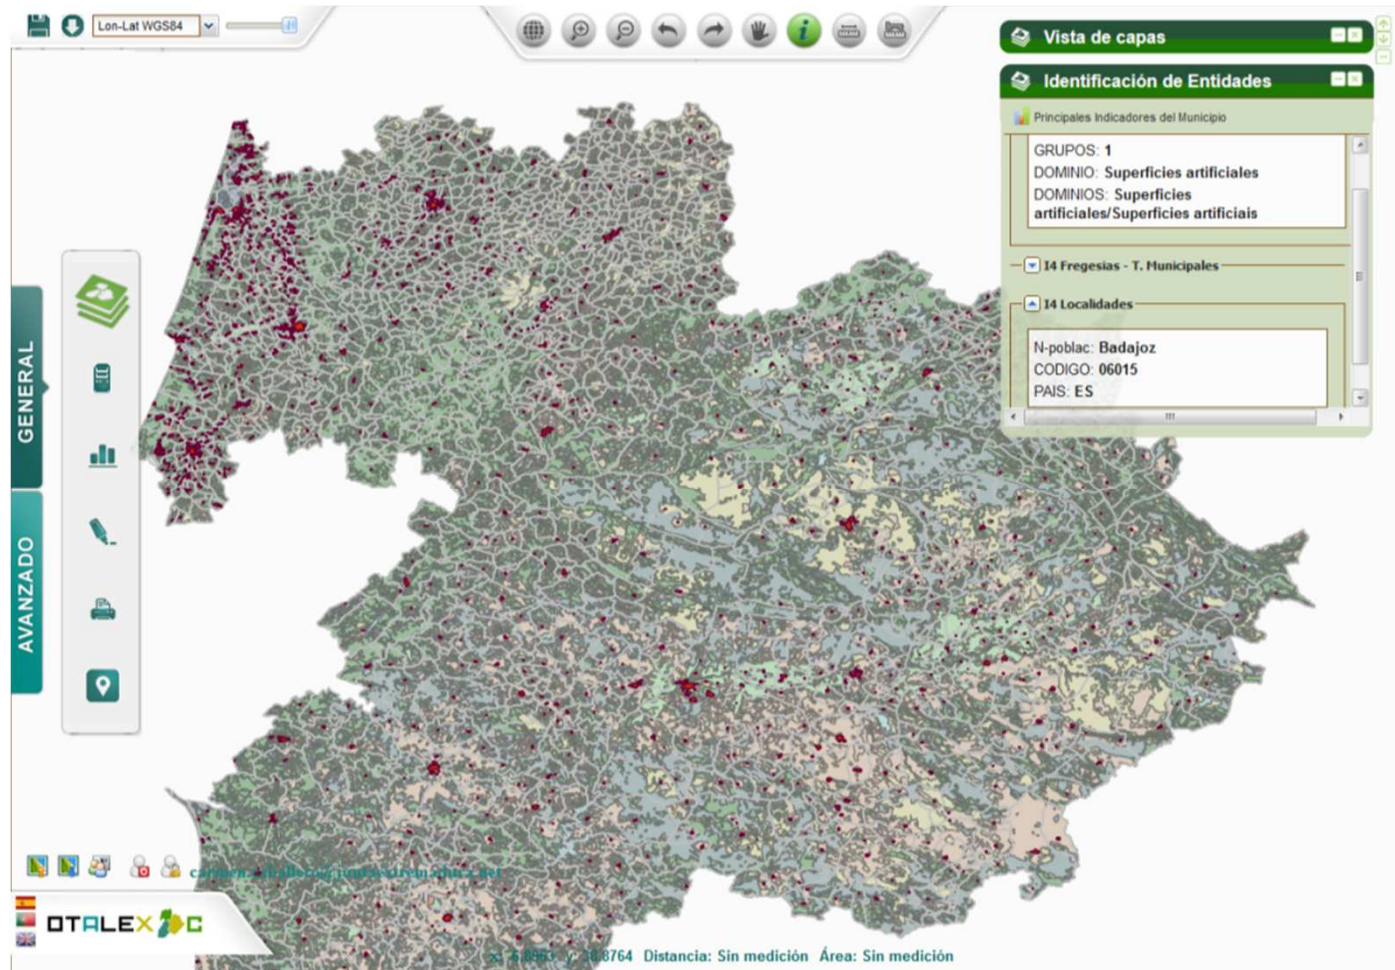 Lon-Lat WGS84
Vista de capas
Identificación de Entidades
Principales Indicadores del Municipio
GRUPOS: 1
DOMINIO: Superficies artificiales
DOMINIOS: Superficies
artificiales/Superficies artificiais
I4 Fregesias - T. Municipales
I4 Localidades
N-poblac: Badajoz
CODIGO: 06015
PAIS: ES
GENERAL
AVANZADO
OTALEX C
Distancia: Sin medición Área: Sin medición